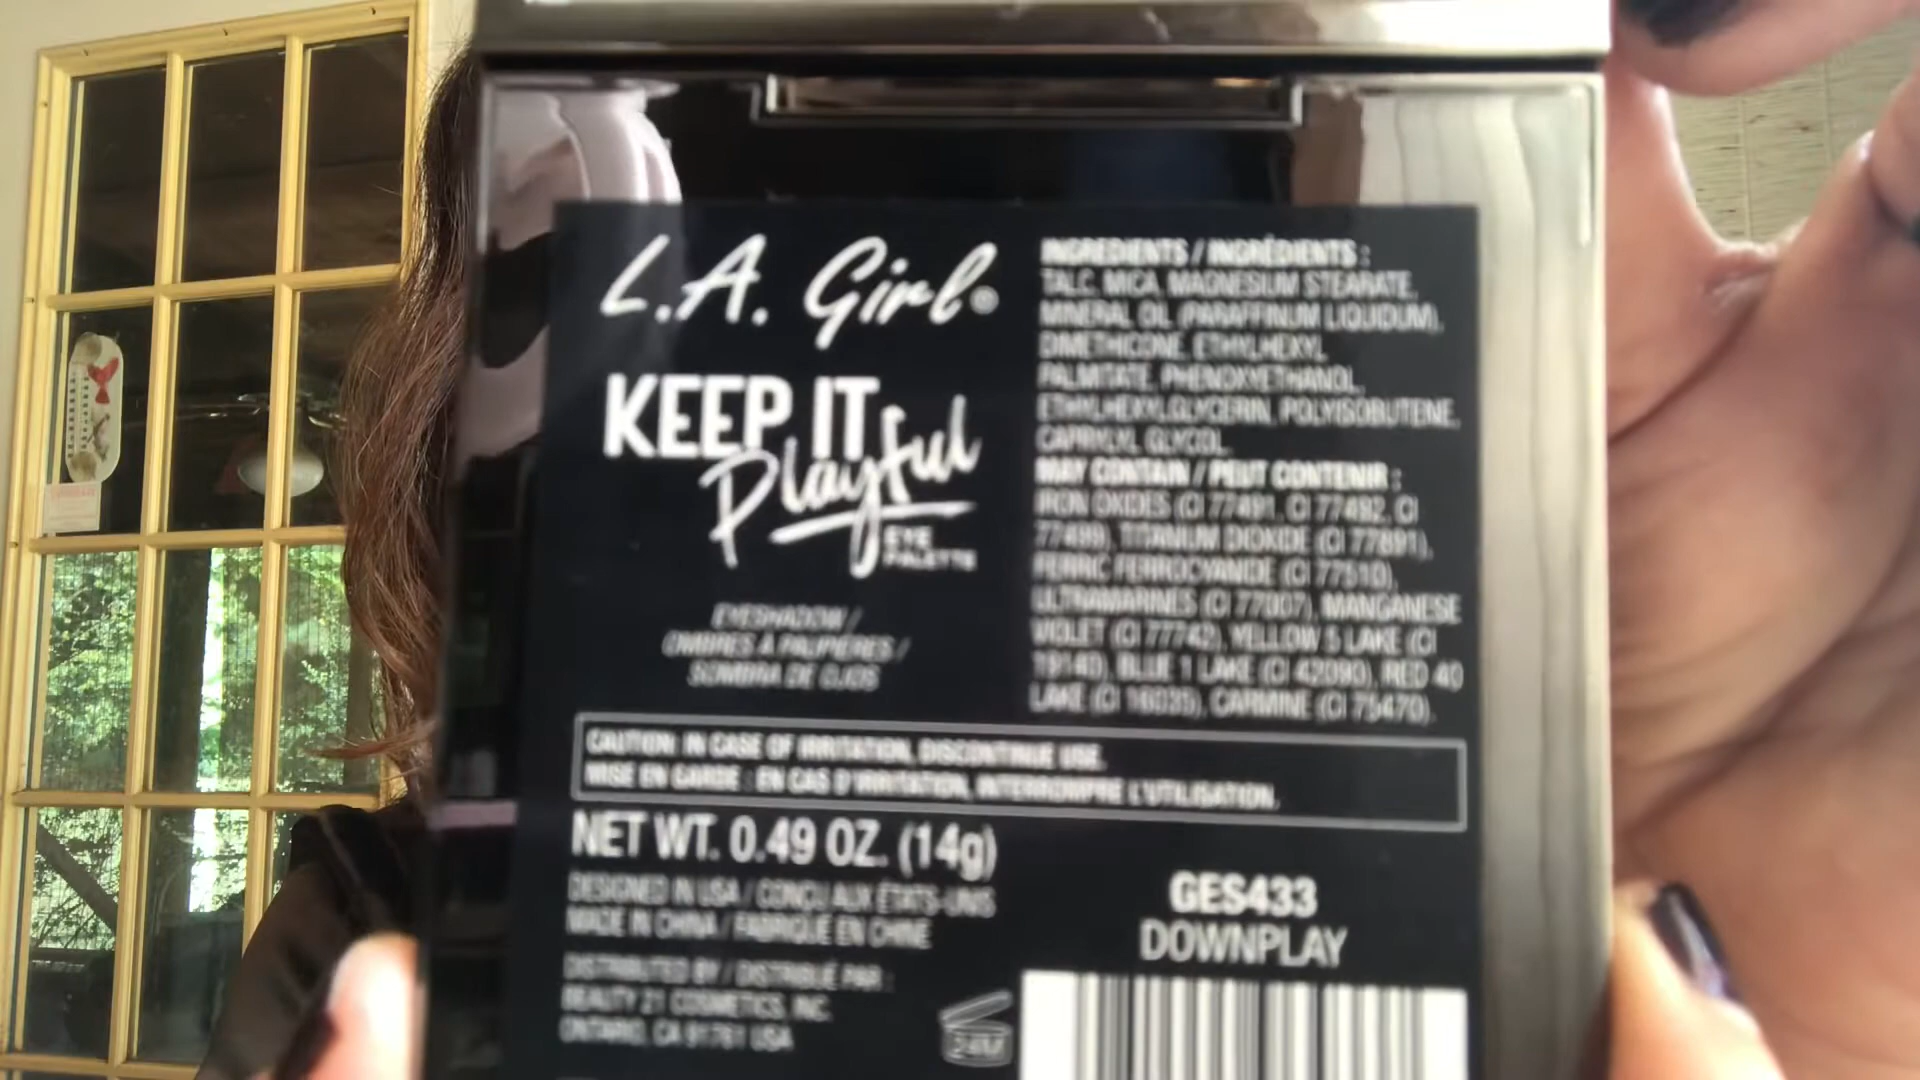 L.A. Girl®
KEEP IT
Playful
EYE
PALETTE
EYESHADOW /
OMBRES À PAUPIÈRES /
SOMBRA DE OJOS
INGREDIENTS / INGRÉDIENTS :
TALC, MICA, MAGNESIUM STEARATE,
MINERAL OIL (PARAFFINUM LIQUIDUM),
DIMETHICONE, ETHYLHEXYL
PALMITATE, PHENOXYETHANOL,
ETHYLHEXYLGLYCERIN, POLYISOBUTENE,
CAPRYLYL GLYCOL.
MAY CONTAIN / PEUT CONTENIR :
IRON OXIDES (CI 77491, CI 77492, CI
77499), TITANIUM DIOXIDE (CI 77891),
FERRIC FERROCYANIDE (CI 77510),
ULTRAMARINES (CI 77007), MANGANESE
VIOLET (CI 77742), YELLOW 5 LAKE (CI
19140), BLUE 1 LAKE (CI 42090), RED 40
LAKE (CI 16035), CARMINE (CI 75470).
CAUTION: IN CASE OF IRRITATION, DISCONTINUE USE.
MISE EN GARDE : EN CAS D'IRRITATION, INTERROMPRE L'UTILISATION.
NET WT. 0.49 OZ. (14g)
DESIGNED IN USA / CONÇU AUX ÉTATS-UNIS
MADE IN CHINA / FABRIQUÉ EN CHINE
DISTRIBUTED BY / DISTRIBUÉ PAR :
BEAUTY 21 COSMETICS, INC.
ONTARIO, CA 91761 USA
24M
GES433
DOWNPLAY